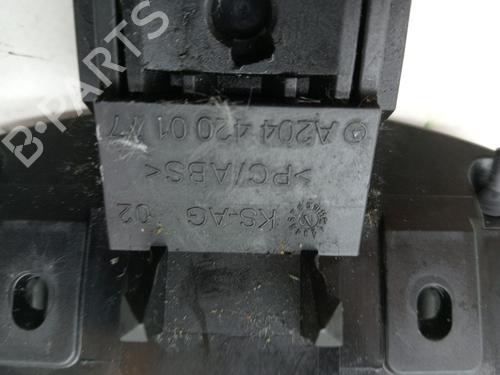 A204 420 01 17
>PC/ABS<
KS-AG 02
B-PARTS